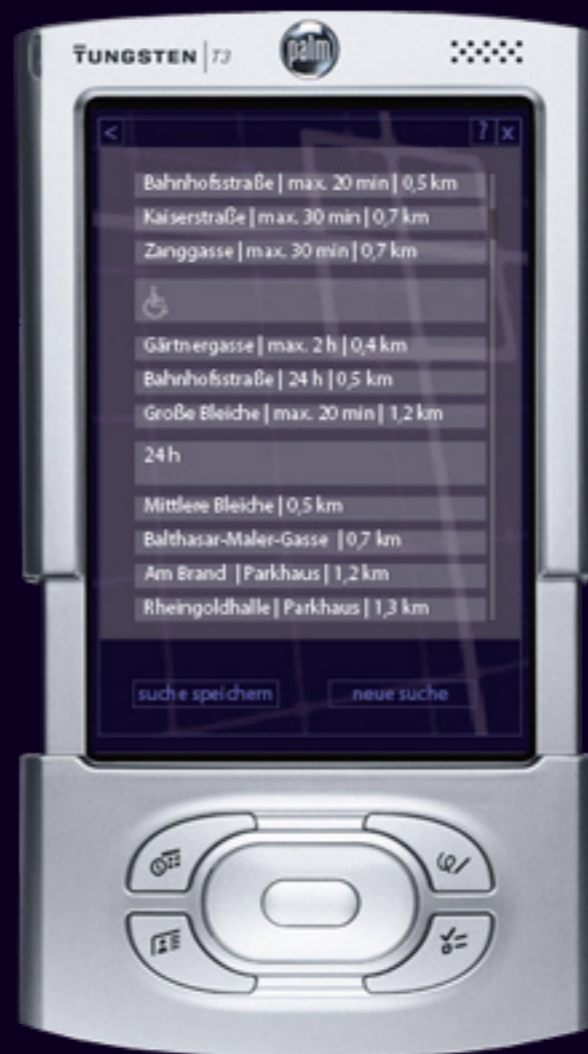 TUNGSTEN | T3
palm
< ? x
Bahnhofsstraße | max. 20 min | 0,5 km
Kaiserstraße | max. 30 min | 0,7 km
Zanggasse | max. 30 min | 0,7 km
Gärtnergasse | max. 2 h | 0,4 km
Bahnhofsstraße | 24 h | 0,5 km
Große Bleiche | max. 20 min | 1,2 km
24 h
Mittlere Bleiche | 0,5 km
Balthasar-Maler-Gasse | 0,7 km
Am Brand | Parkhaus | 1,2 km
Rheingoldhalle | Parkhaus | 1,3 km
suche speichern neue suche